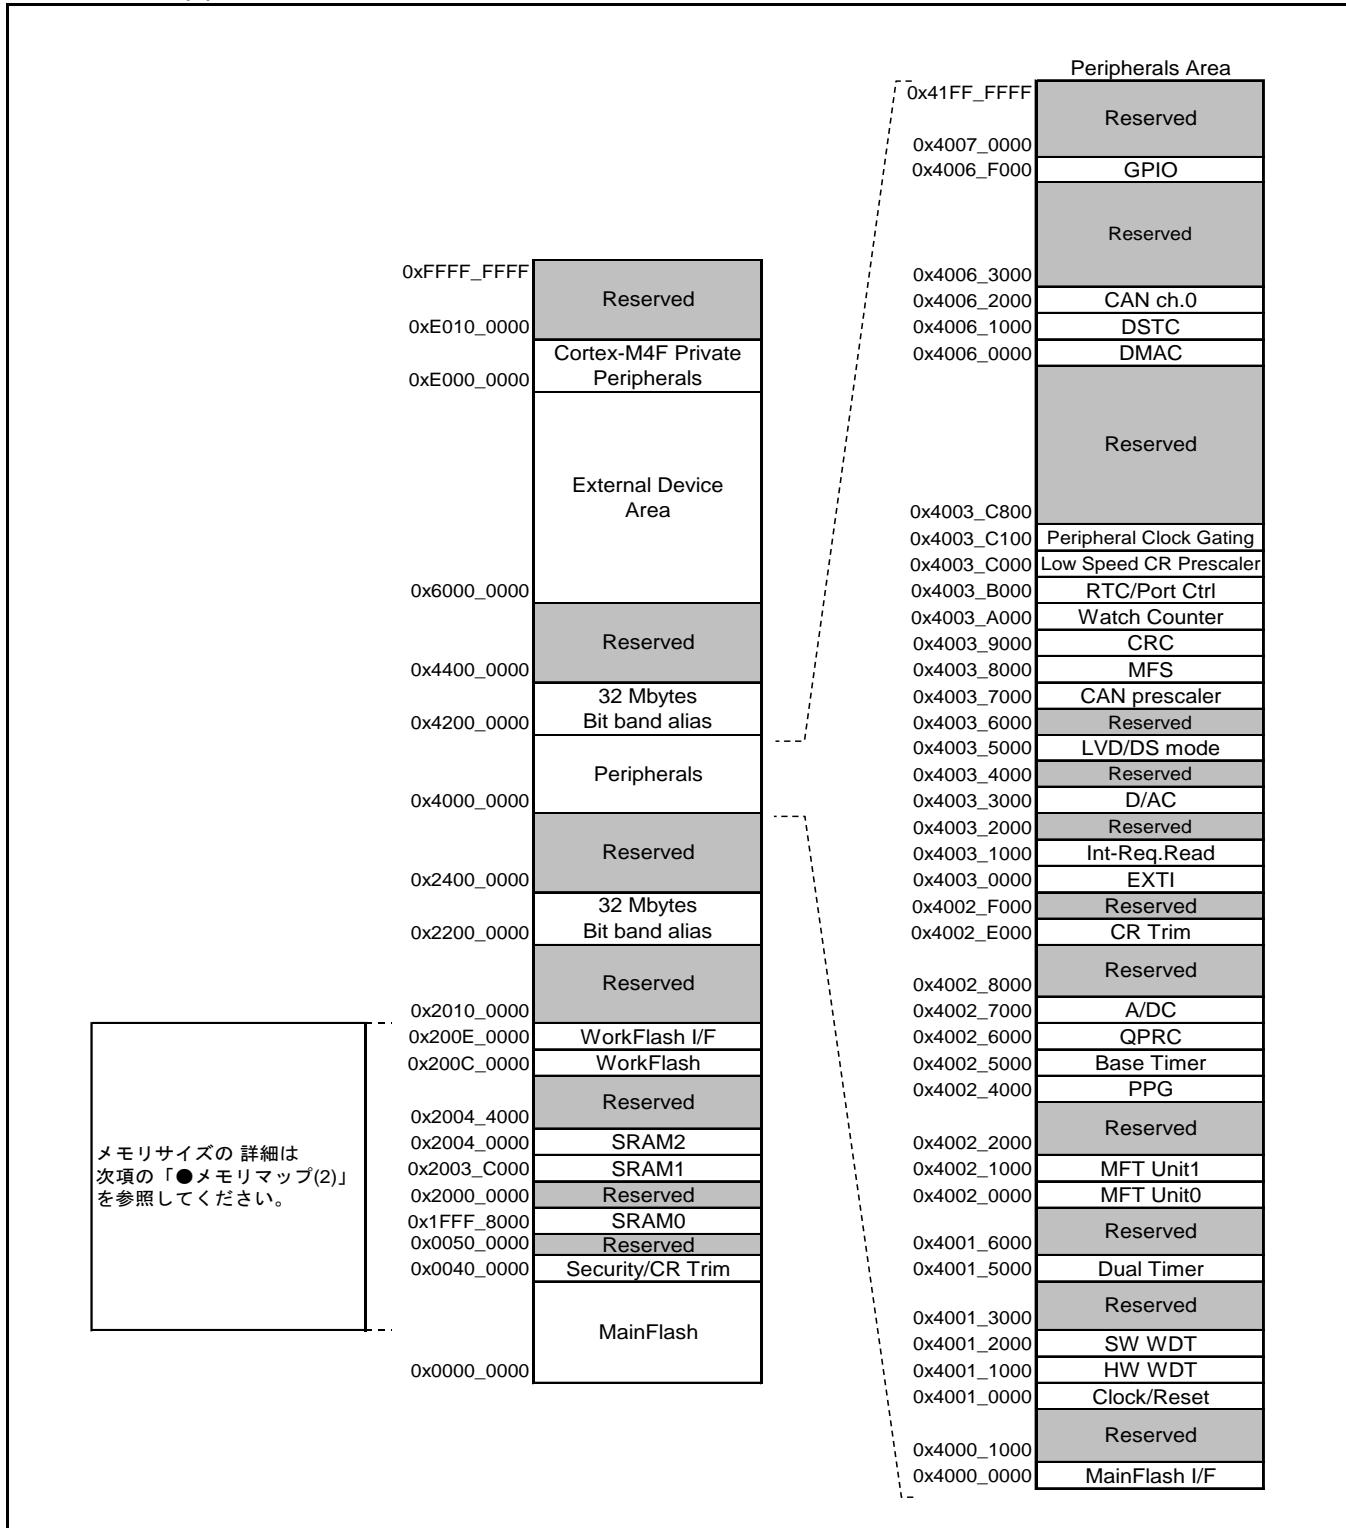 0xFFFF_FFFF
Reserved
0xE010_0000
Cortex-M4F Private
Peripherals
0xE000_0000
External Device
Area
0x6000_0000
Reserved
0x4400_0000
32 Mbytes
Bit band alias
0x4200_0000
Peripherals
0x4000_0000
Reserved
0x2400_0000
32 Mbytes
Bit band alias
0x2200_0000
Reserved
0x2010_0000
0x200E_0000 WorkFlash I/F
0x200C_0000 WorkFlash
Reserved
0x2004_4000
0x2004_0000 SRAM2
0x2003_C000 SRAM1
0x2000_0000 Reserved
0x1FFF_8000 SRAM0
0x0050_0000 Reserved
0x0040_0000 Security/CR Trim
MainFlash
0x0000_0000
メモリサイズの 詳細は
次項の「●メモリマップ(2)」
を参照してください。
Peripherals Area
0x41FF_FFFF
Reserved
0x4007_0000
0x4006_F000 GPIO
Reserved
0x4006_3000
0x4006_2000 CAN ch.0
0x4006_1000 DSTC
0x4006_0000 DMAC
Reserved
0x4003_C800
0x4003_C100 Peripheral Clock Gating
0x4003_C000 Low Speed CR Prescaler
0x4003_B000 RTC/Port Ctrl
0x4003_A000 Watch Counter
0x4003_9000 CRC
0x4003_8000 MFS
0x4003_7000 CAN prescaler
0x4003_6000 Reserved
0x4003_5000 LVD/DS mode
0x4003_4000 Reserved
0x4003_3000 D/AC
0x4003_2000 Reserved
0x4003_1000 Int-Req.Read
0x4003_0000 EXTI
0x4002_F000 Reserved
0x4002_E000 CR Trim
Reserved
0x4002_8000
0x4002_7000 A/DC
0x4002_6000 QPRC
0x4002_5000 Base Timer
0x4002_4000 PPG
Reserved
0x4002_2000
0x4002_1000 MFT Unit1
0x4002_0000 MFT Unit0
Reserved
0x4001_6000
0x4001_5000 Dual Timer
Reserved
0x4001_3000
0x4001_2000 SW WDT
0x4001_1000 HW WDT
0x4001_0000 Clock/Reset
Reserved
0x4000_1000
0x4000_0000 MainFlash I/F